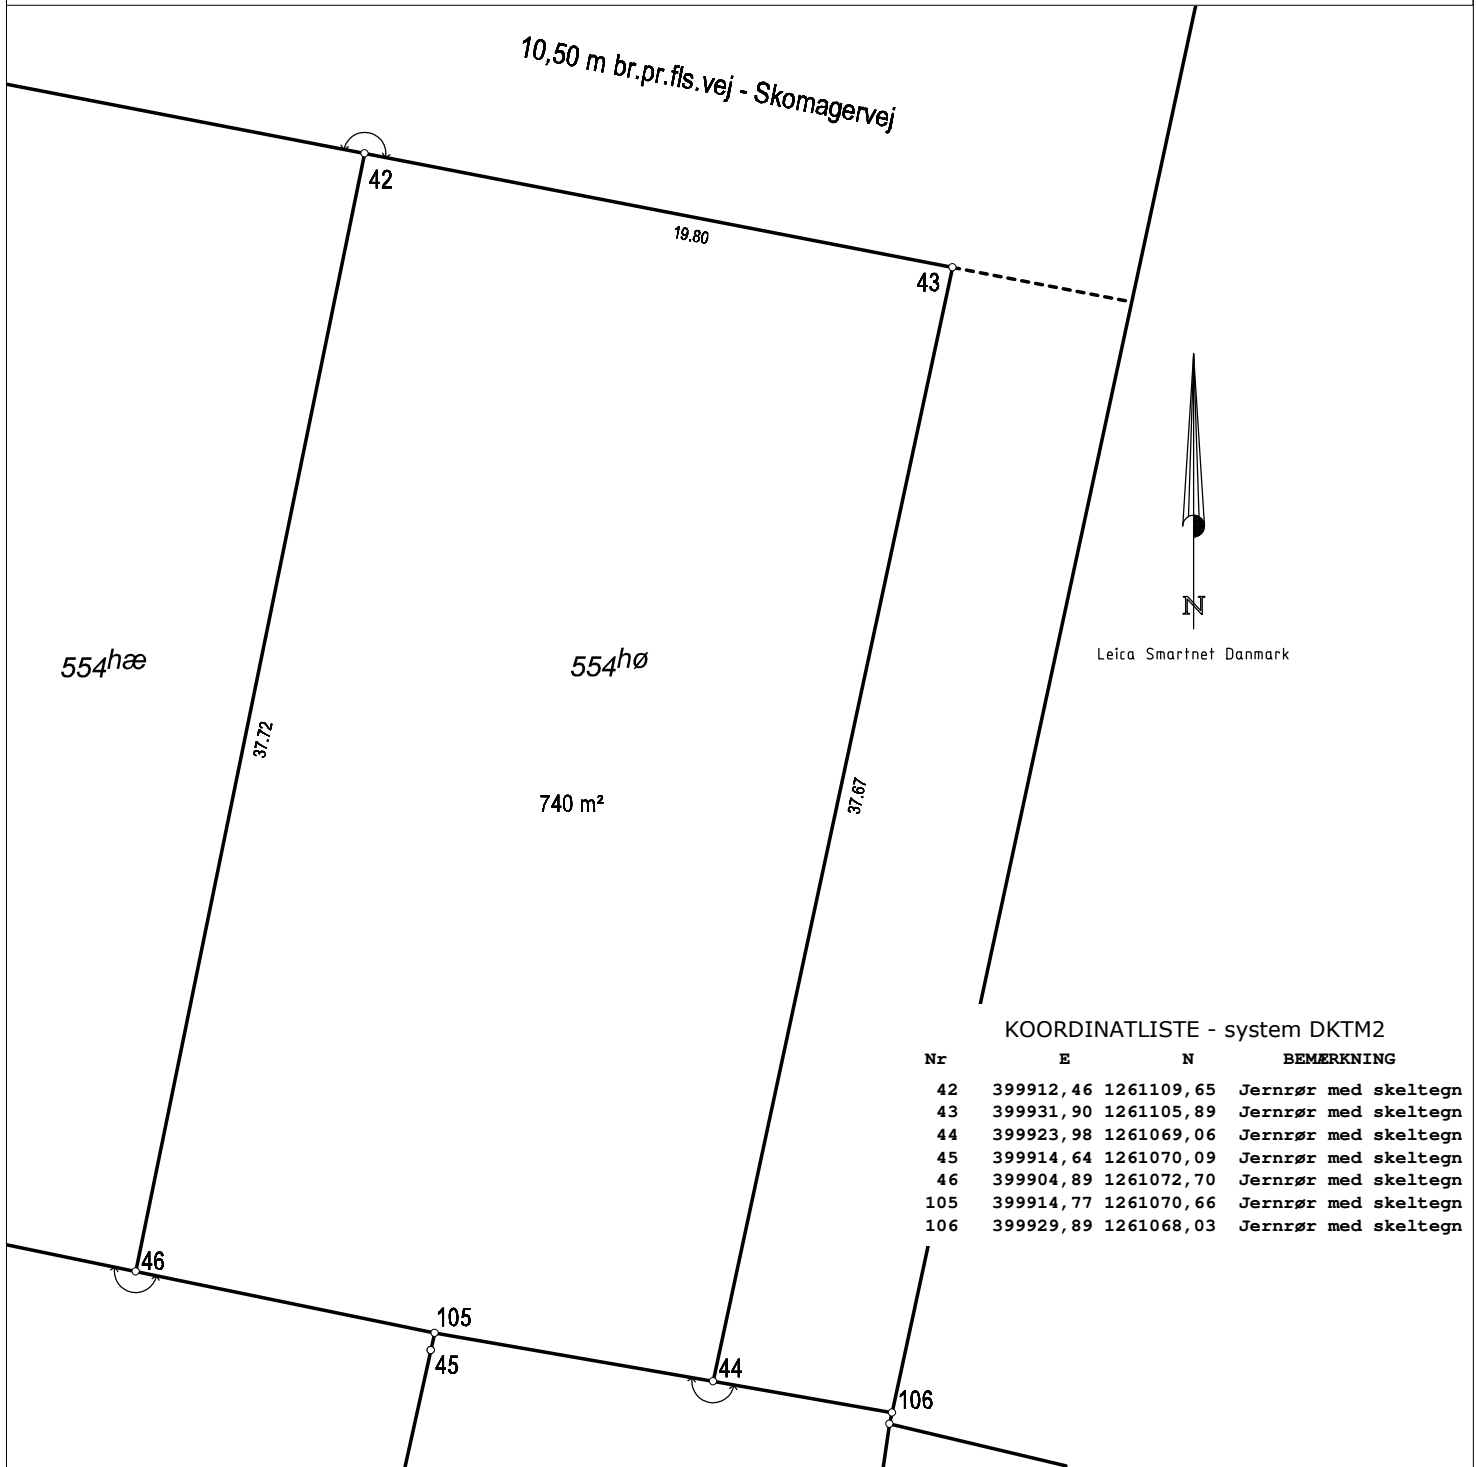 10,50 m br.pr.fls.vej - Skomagervej
42
19.80
43
N
Leica Smartnet Danmark
554hæ
554hø
37.72
37.67
740 m²
KOORDINATLISTE - system DKTM2
Nr E N BEMÆRKNING
42 399912,46 1261109,65 Jernrør med skeltegn
43 399931,90 1261105,89 Jernrør med skeltegn
44 399923,98 1261069,06 Jernrør med skeltegn
45 399914,64 1261070,09 Jernrør med skeltegn
46 399904,89 1261072,70 Jernrør med skeltegn
105 399914,77 1261070,66 Jernrør med skeltegn
106 399929,89 1261068,03 Jernrør med skeltegn
46
105
45
44
106